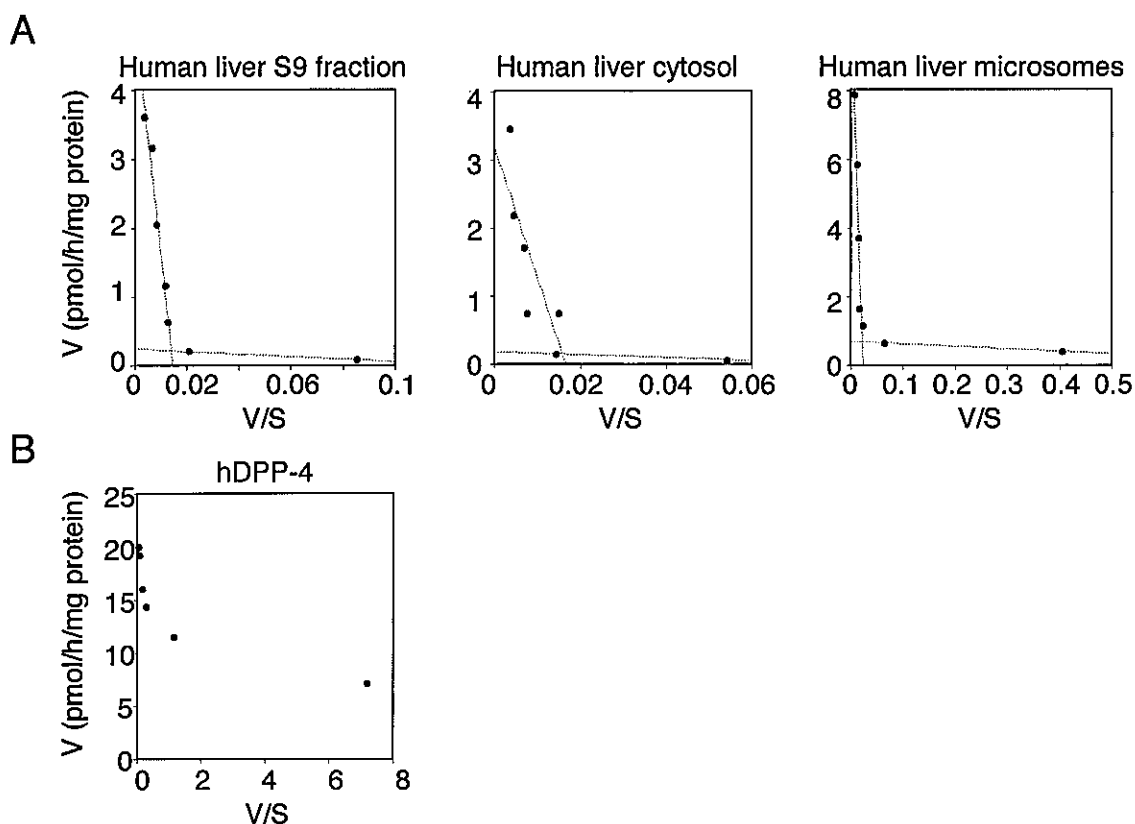 A
Human liver S9 fraction
V (pmol/h/mg protein)
4
3
2
1
0
0 0.02 0.06 0.1
V/S
Human liver cytosol
4
3
2
1
0
0 0.02 0.04 0.06
V/S
Human liver microsomes
8
6
4
2
0
0 0.1 0.2 0.3 0.4 0.5
V/S
B
hDPP-4
V (pmol/h/mg protein)
25
20
15
10
5
0
0 2 4 6 8
V/S